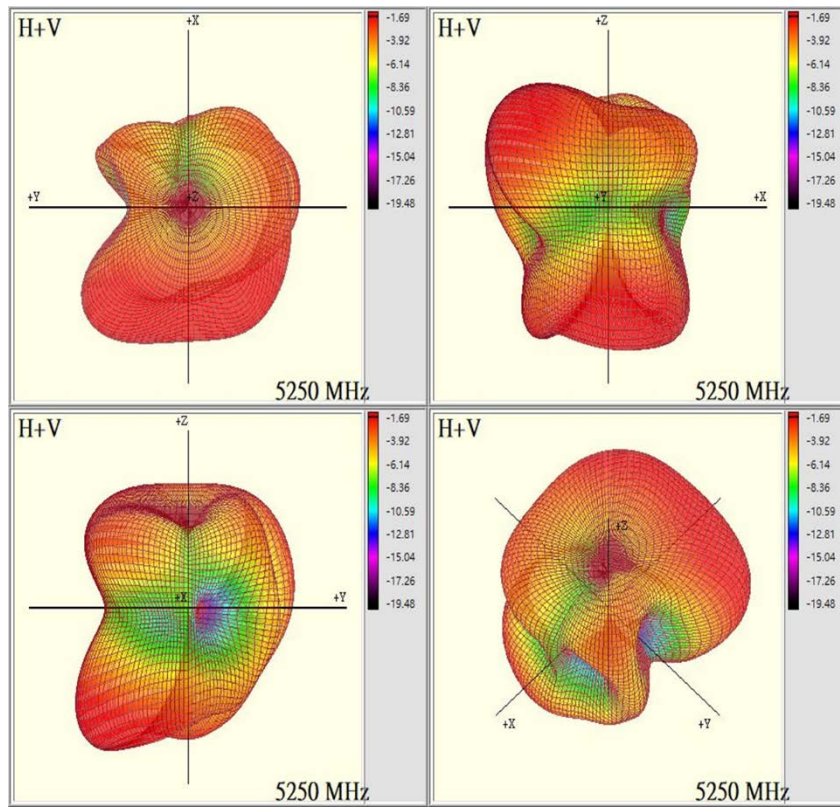 H+V
+X
+Y
+Z
5250 MHz
-1.69
-3.92
-6.14
-8.36
-10.59
-12.81
-15.04
-17.26
-19.48
H+V
+Z
+Y
+X
5250 MHz
-1.69
-3.92
-6.14
-8.36
-10.59
-12.81
-15.04
-17.26
-19.48
H+V
+Z
+X
+Y
5250 MHz
-1.69
-3.92
-6.14
-8.36
-10.59
-12.81
-15.04
-17.26
-19.48
H+V
+Z
+X
+Y
5250 MHz
-1.69
-3.92
-6.14
-8.36
-10.59
-12.81
-15.04
-17.26
-19.48